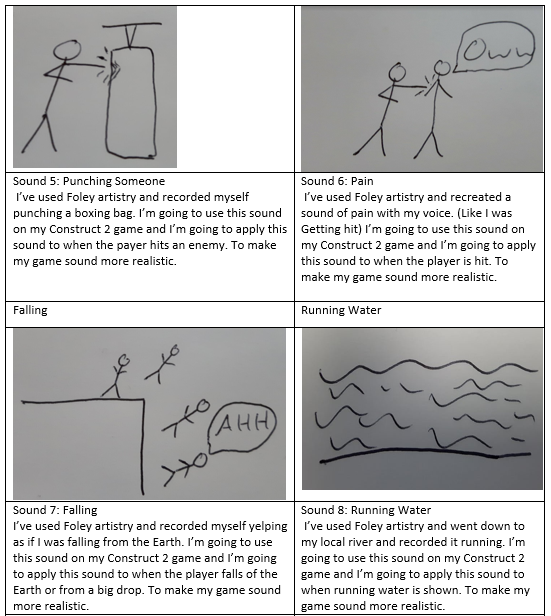 Oww
Sound 5: Punching Someone
I've used Foley artistry and recorded myself
punching a boxing bag. I'm going to use this sound
on my Construct 2 game and I'm going to apply this
sound to when the payer hits an enemy. To make
my game sound more realistic.
Sound 6: Pain
I've used Foley artistry and recreated a
sound of pain with my voice. (Like I was
Getting hit) I'm going to use this sound on
my Construct 2 game and I'm going to apply
this sound to when the player is hit. To
make my game sound more realistic.
Falling
Running Water
AHH
Sound 7: Falling
I've used Foley artistry and recorded myself yelping
as if I was falling from the Earth. I'm going to use
this sound on my Construct 2 game and I'm going
to apply this sound to when the player falls of the
Earth or from a big drop. To make my game sound
more realistic.
Sound 8: Running Water
I've used Foley artistry and went down to
my local river and recorded it running. I'm
going to use this sound on my Construct 2
game and I'm going to apply this sound to
when running water is shown. To make my
game sound more realistic.